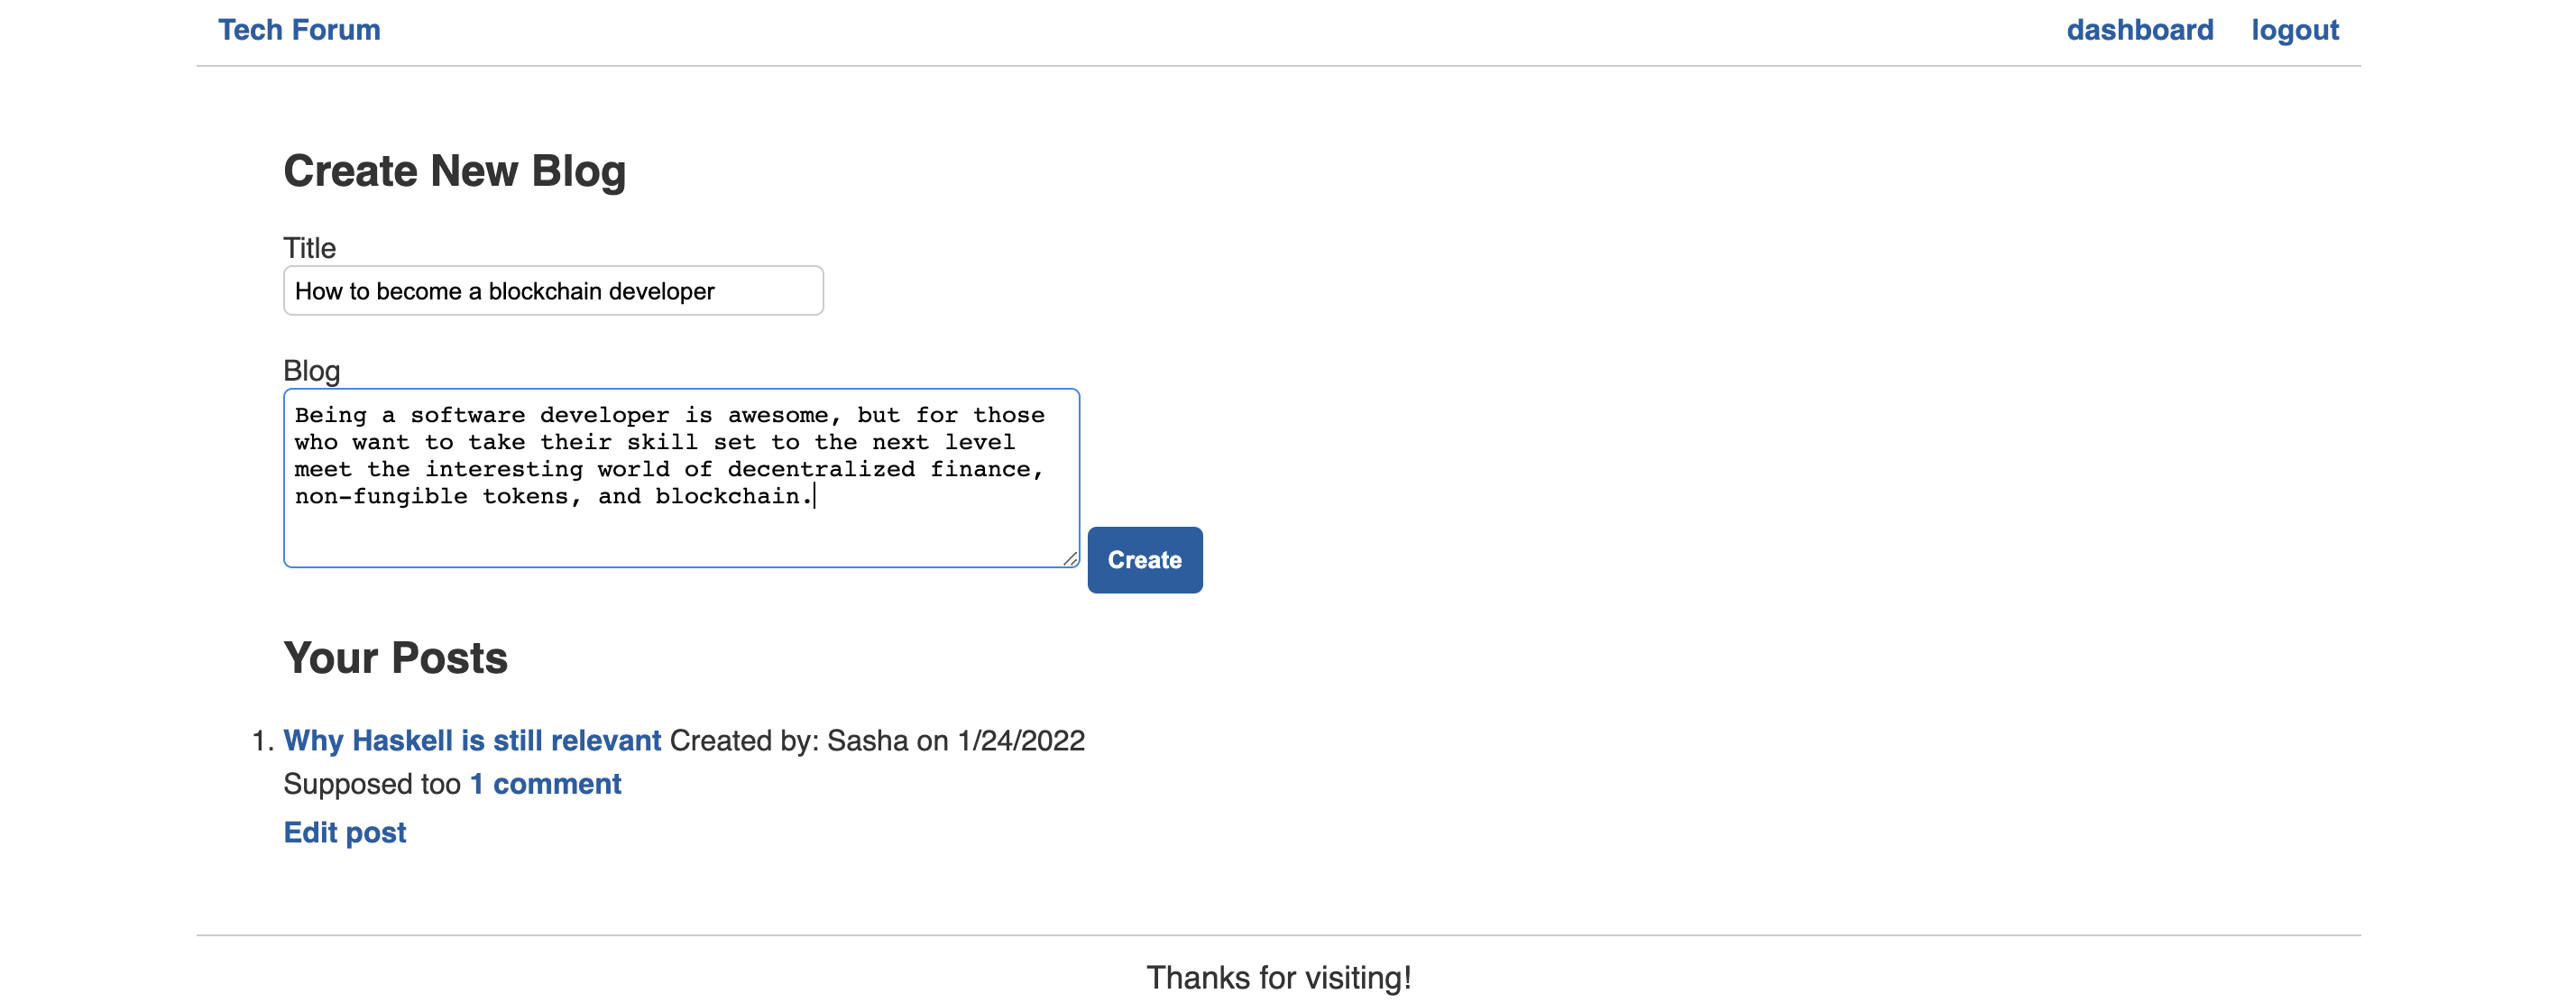 Tech Forum dashboard logout
Create New Blog
Title
How to become a blockchain developer
Blog
Being a software developer is awesome, but for those
who want to take their skill set to the next level
meet the interesting world of decentralized finance,
non-fungible tokens, and blockchain.
Create
Your Posts
1. Why Haskell is still relevant Created by: Sasha on 1/24/2022
Supposed too 1 comment
Edit post
Thanks for visiting!